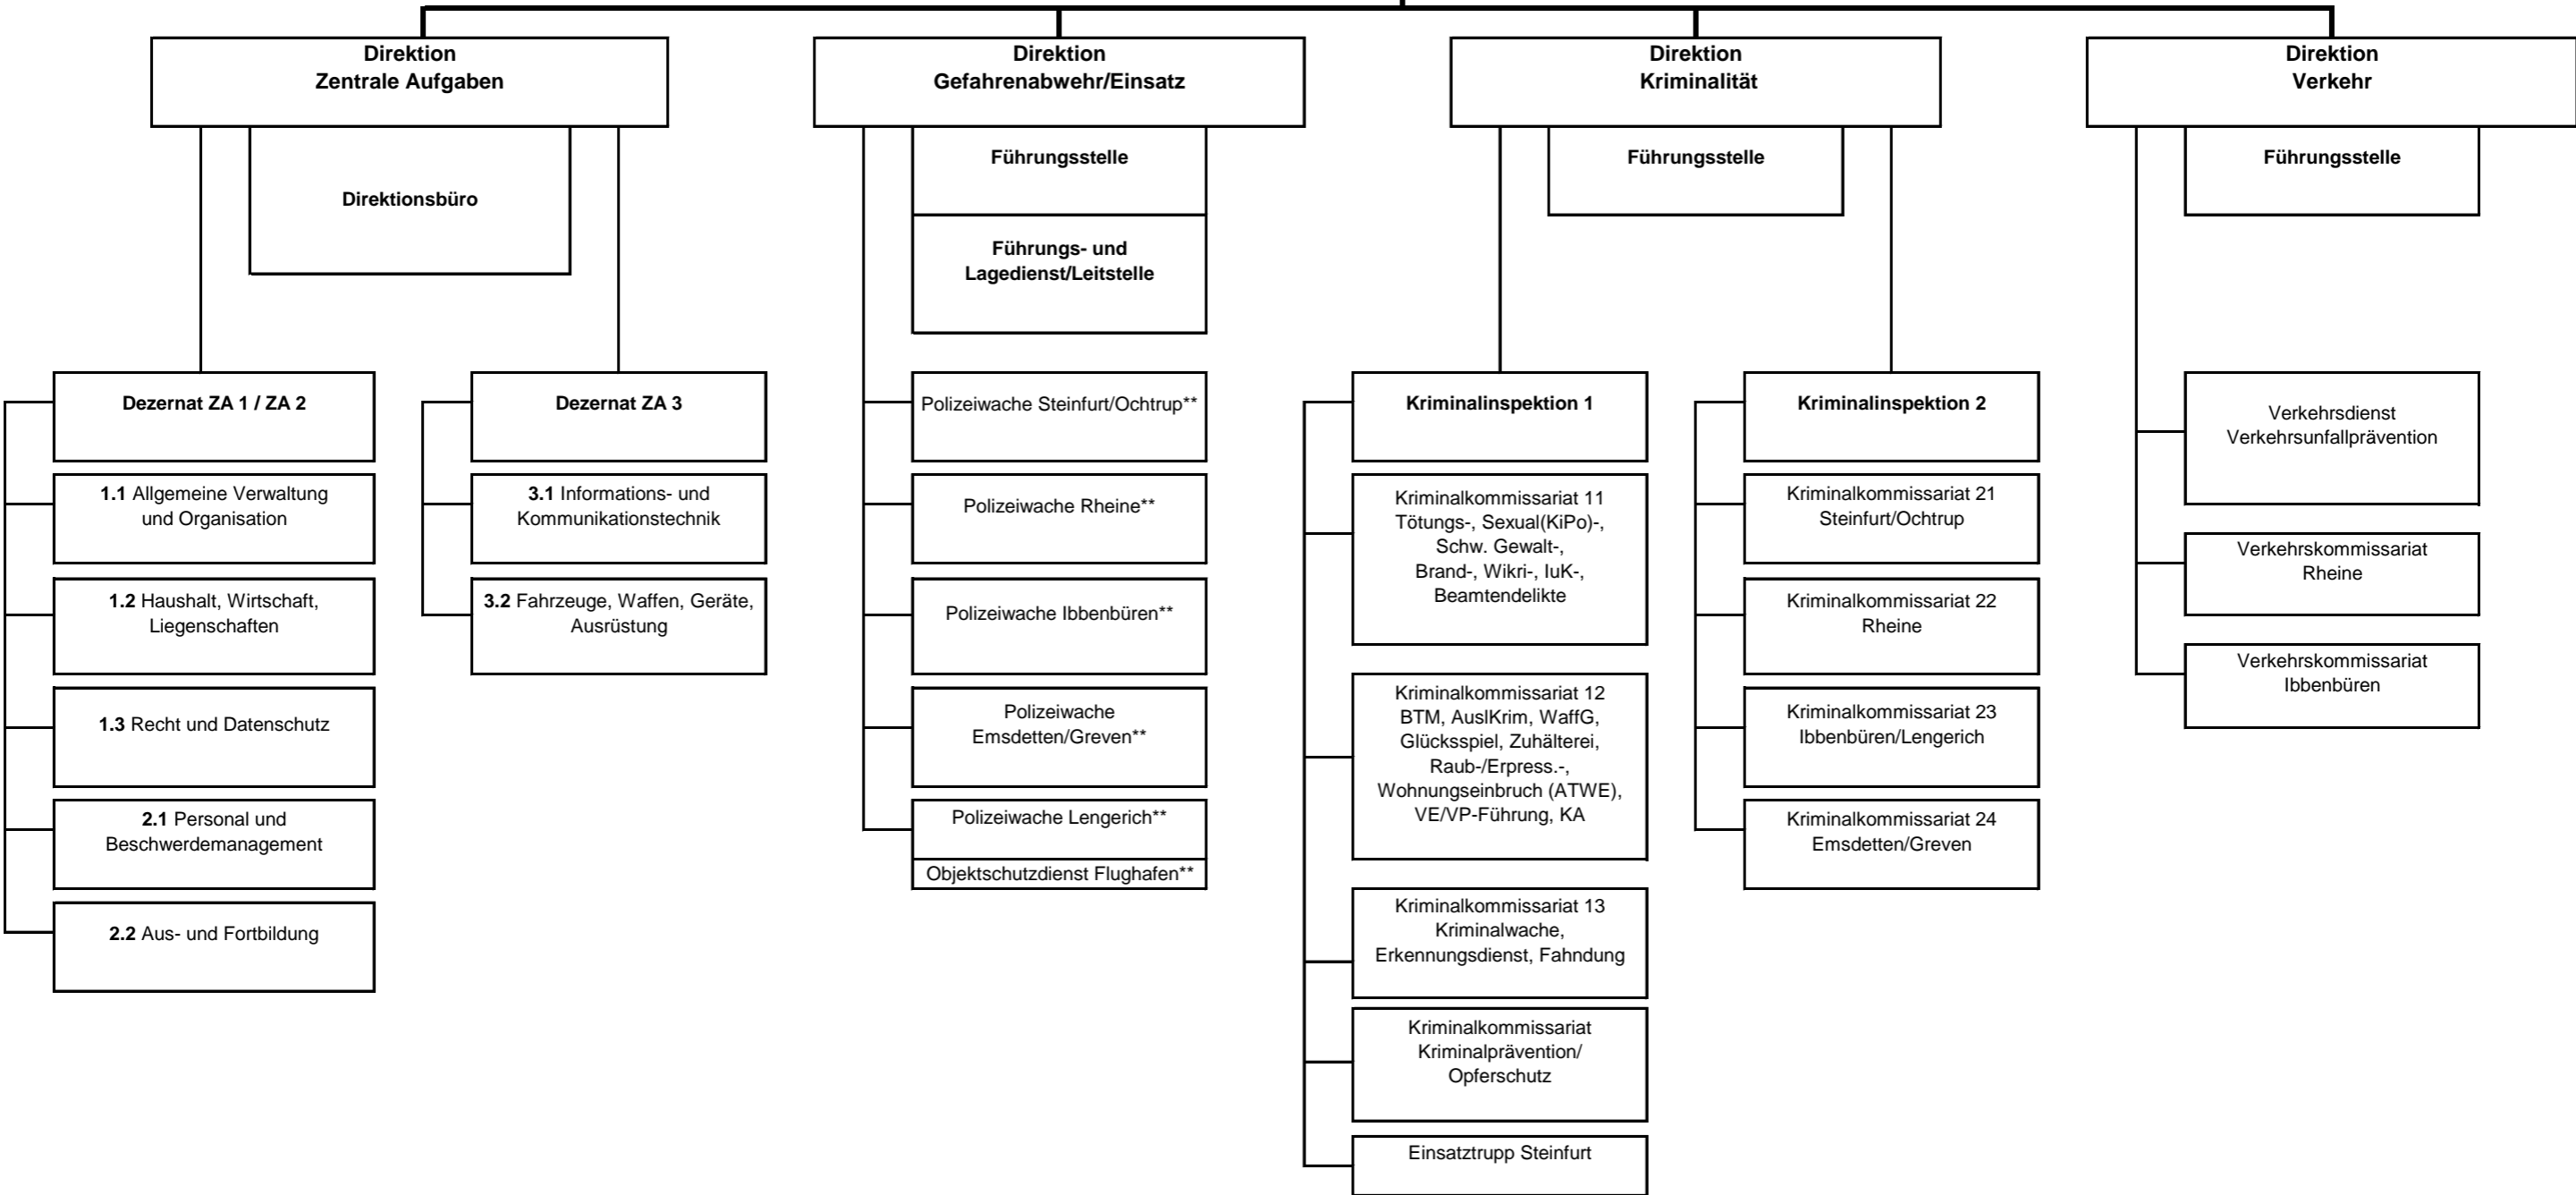 Direktion
Zentrale Aufgaben
Direktion
Gefahrenabwehr/Einsatz
Direktion
Kriminalität
Direktion
Verkehr
Direktionsbüro
Führungsstelle
Führungs- und
Lagedienst/Leitstelle
Führungsstelle
Führungsstelle
Dezernat ZA 1 / ZA 2
1.1 Allgemeine Verwaltung
und Organisation
1.2 Haushalt, Wirtschaft,
Liegenschaften
1.3 Recht und Datenschutz
2.1 Personal und
Beschwerdemanagement
2.2 Aus- und Fortbildung
Dezernat ZA 3
3.1 Informations- und
Kommunikationstechnik
3.2 Fahrzeuge, Waffen, Geräte,
Ausrüstung
Polizeiwache Steinfurt/Ochtrup**
Polizeiwache Rheine**
Polizeiwache Ibbenbüren**
Polizeiwache
Emsdetten/Greven**
Polizeiwache Lengerich**
Objektschutzdienst Flughafen**
Kriminalinspektion 1
Kriminalkommissariat 11
Tötungs-, Sexual(KiPo)-,
Schw. Gewalt-,
Brand-, Wikri-, IuK-,
Beamtendelikte
Kriminalkommissariat 12
BTM, AuslKrim, WaffG,
Glücksspiel, Zuhälterei,
Raub-/Erpress.-,
Wohnungseinbruch (ATWE),
VE/VP-Führung, KA
Kriminalkommissariat 13
Kriminalwache,
Erkennungsdienst, Fahndung
Kriminalkommissariat
Kriminalprävention/
Opferschutz
Einsatztrupp Steinfurt
Kriminalinspektion 2
Kriminalkommissariat 21
Steinfurt/Ochtrup
Kriminalkommissariat 22
Rheine
Kriminalkommissariat 23
Ibbenbüren/Lengerich
Kriminalkommissariat 24
Emsdetten/Greven
Verkehrsdienst
Verkehrsunfallprävention
Verkehrskommissariat
Rheine
Verkehrskommissariat
Ibbenbüren